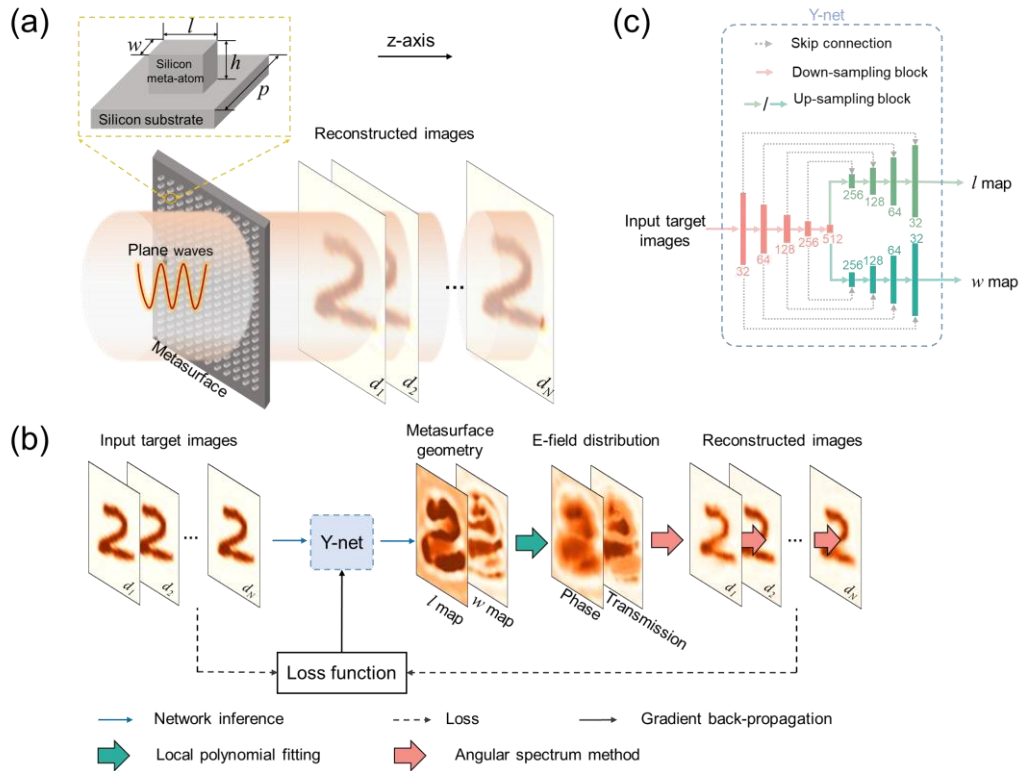 (a)
z-axis
l
w
h
p
Silicon
meta-atom
Silicon substrate
Reconstructed images
Plane waves
Metasurface
d1
d2
...
dN
(c)
Y-net
Skip connection
Down-sampling block
/ Up-sampling block
Input target
images
32
64
128
256
512
256
128
64
32
l map
256
128
64
32
w map
(b)
Input target images
d1
d2
...
dN
Y-net
Metasurface
geometry
l map
w map
E-field distribution
Phase
Transmission
Reconstructed images
d1
d2
...
dN
Loss function
Network inference
Loss
Gradient back-propagation
Local polynomial fitting
Angular spectrum method